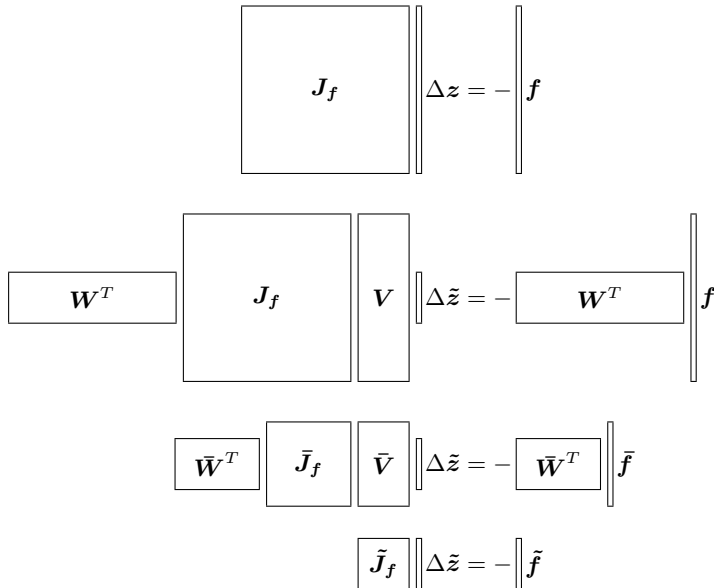 J_f Δz = − f
W^T J_f V Δz̃ = − W^T f
W̄^T J̄_f V̄ Δz̃ = − W̄^T f̄
J̃_f Δz̃ = − f̃